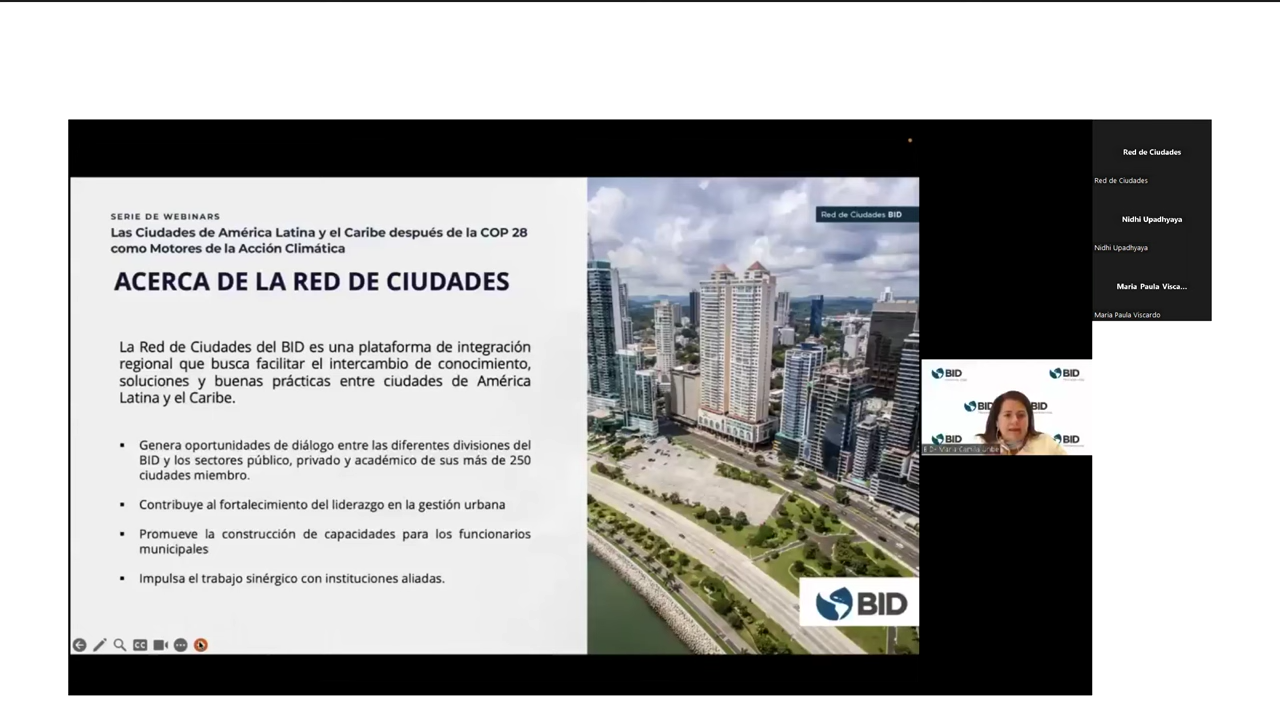 SERIE DE WEBINARS
Las Ciudades de América Latina y el Caribe después de la COP 28
como Motores de la Acción Climática
ACERCA DE LA RED DE CIUDADES
La Red de Ciudades del BID es una plataforma de integración
regional que busca facilitar el intercambio de conocimiento,
soluciones y buenas prácticas entre ciudades de América
Latina y el Caribe.
▪ Genera oportunidades de diálogo entre las diferentes divisiones del
BID y los sectores público, privado y académico de sus más de 250
ciudades miembro.
▪ Contribuye al fortalecimiento del liderazgo en la gestión urbana
▪ Promueve la construcción de capacidades para los funcionarios
municipales
▪ Impulsa el trabajo sinérgico con instituciones aliadas.
CC
Red de Ciudades BID
BID
Red de Ciudades
Red de Ciudades
Nidhi Upadhyaya
Nidhi Upadhyaya
Maria Paula Visca...
Maria Paula Viscardo
BID
BID
BID
BID
BID
BID
Maria Camila Uribe